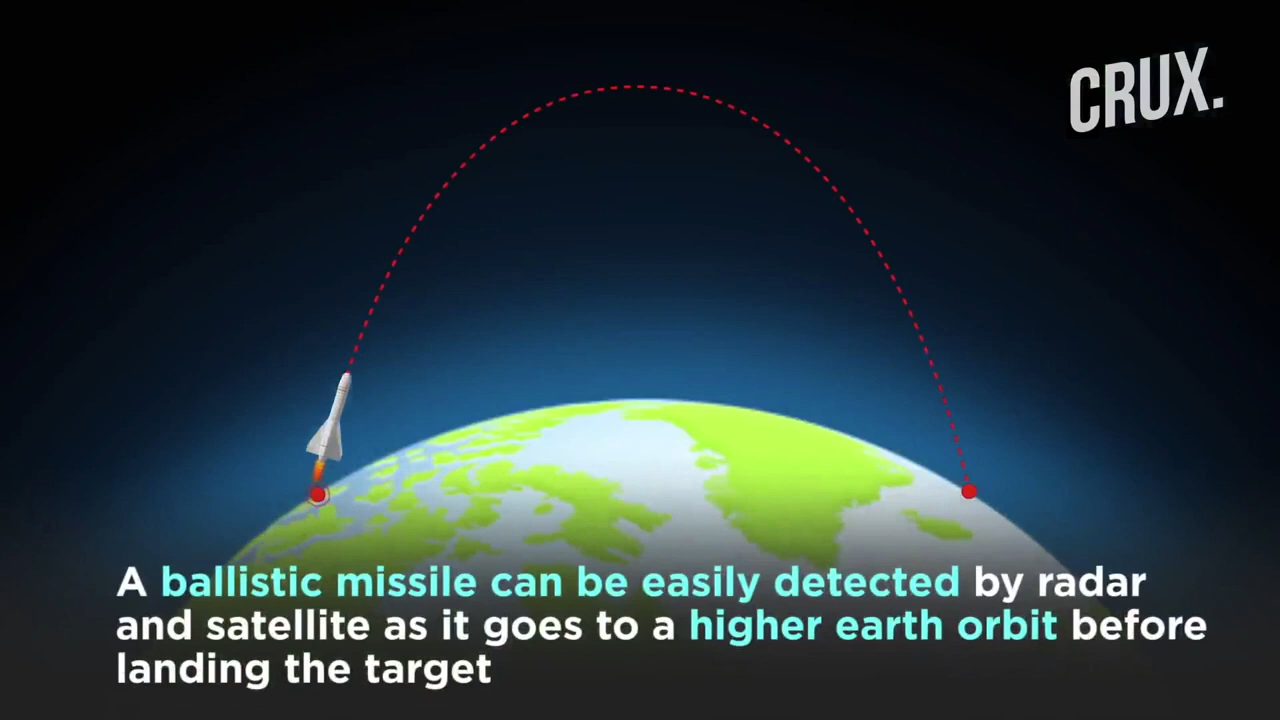 CRUX.
A ballistic missile can be easily detected by radar
and satellite as it goes to a higher earth orbit before
landing the target